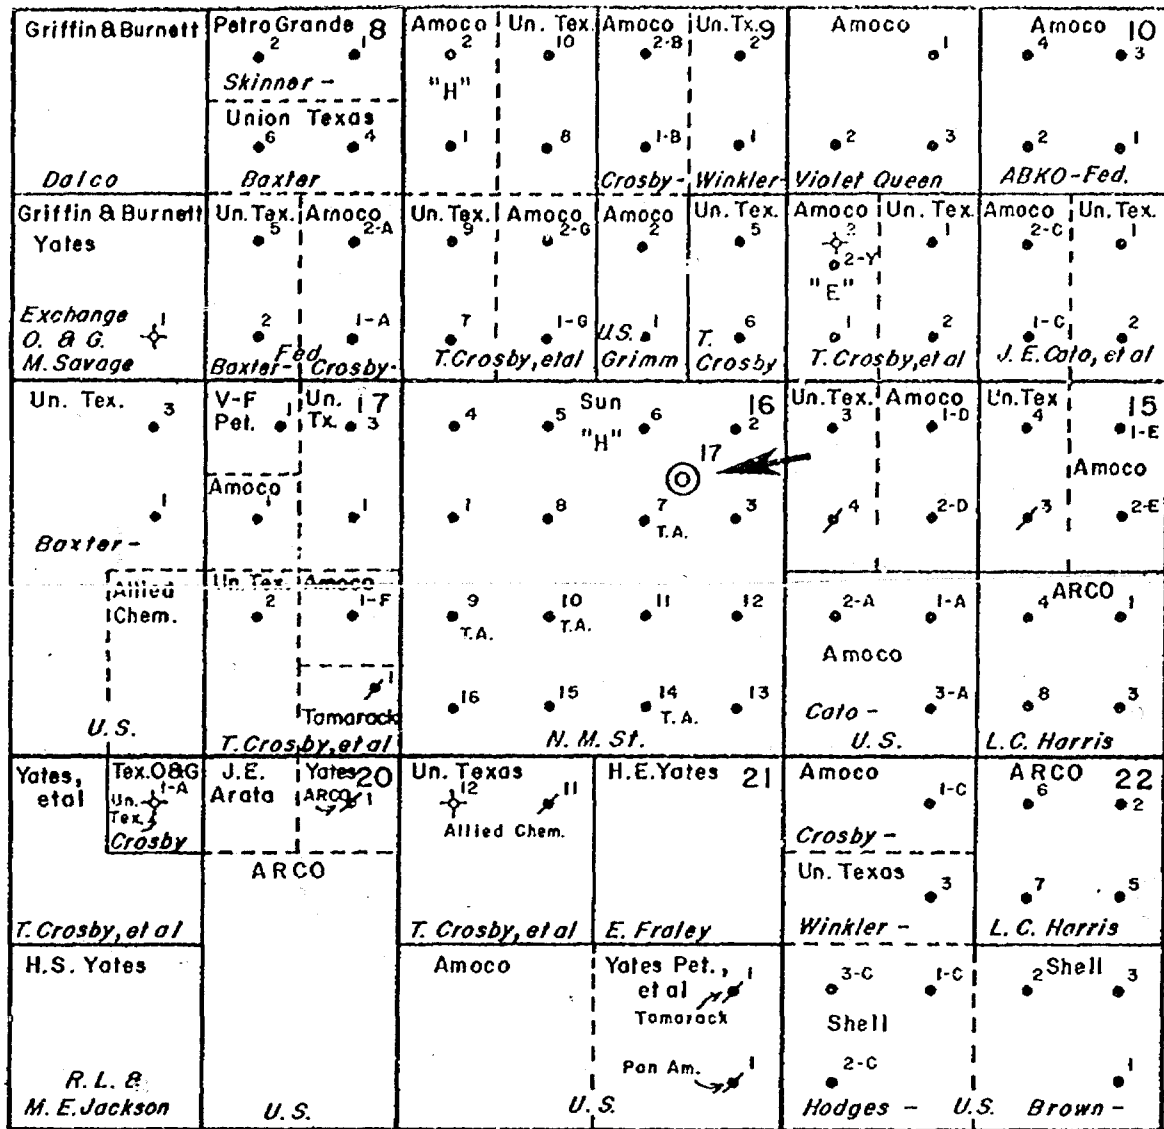 Griffin & Burnett
Dalco
Petro Grande 8
2 1
Skinner -
Union Texas
6 4
Baxter
Amoco Un. Tex.
2 10
"H"
1 8
Amoco Un. Tx. 9
2-B 2
1-B 1
Crosby - Winkler -
Amoco
1
2 3
Violet Queen
Amoco 10
4 3
2 1
ABKO - Fed.
Griffin & Burnett
Yates
Exchange
O. & G. 1
M. Savage
Un. Tex. Amoco
5 2-A
2 1-A
Fed.
Baxter - Crosby -
Un. Tex. Amoco
9 2-G
7 1-G
T. Crosby, et al
Amoco
2
U.S. 1
Grimm
Un. Tex.
5
T. 6
Crosby
Amoco Un. Tex.
2 1
2-Y
"E"
1 2
T. Crosby, et al
Amoco Un. Tex.
2-C 1
1-C 2
J. E. Cato, et al
Un. Tex.
3
1
Baxter -
Allied
Chem.
U.S.
V-F
Pet. 1
Amoco
1
Un. 17
Tx. 3
1
Un. Tex. Amoco
2 1-F
1
Tamarack
T. Crosby, et al
Sun 16
4 5 6 2
"H"
17
1 8 7 3
T.A.
9 10 11 12
T.A. T.A.
16 15 14 13
T.A.
N. M. St.
Un. Tex. Amoco
3 1-D
4 2-D
Un. Tex 15
4 1-E
Amoco
3 2-E
2-A 1-A
Amoco
3-A
Cato -
U.S.
ARCO
4 1
8 3
L. C. Harris
Yates,
et al
T. Crosby, et al
Tex. O&G
1-A
Un.
Tex.
Crosby
J. E.
Arata
Yates 20
ARCO 1
ARCO
U.S.
Un. Texas
12 11
Allied Chem.
T. Crosby, et al
H. E. Yates 21
E. Fraley
Amoco
1-C
Crosby -
Un. Texas
3
Winkler -
ARCO 22
6 2
7 5
L. C. Harris
H. S. Yates
R. L. &
M. E. Jackson
Amoco
Yates Pet.,
et al 1
Tamarack
Pan Am. 1
U.S.
3-C 1-C
Shell
2-C
Hodges - U.S.
2 Shell 3
1
Brown -